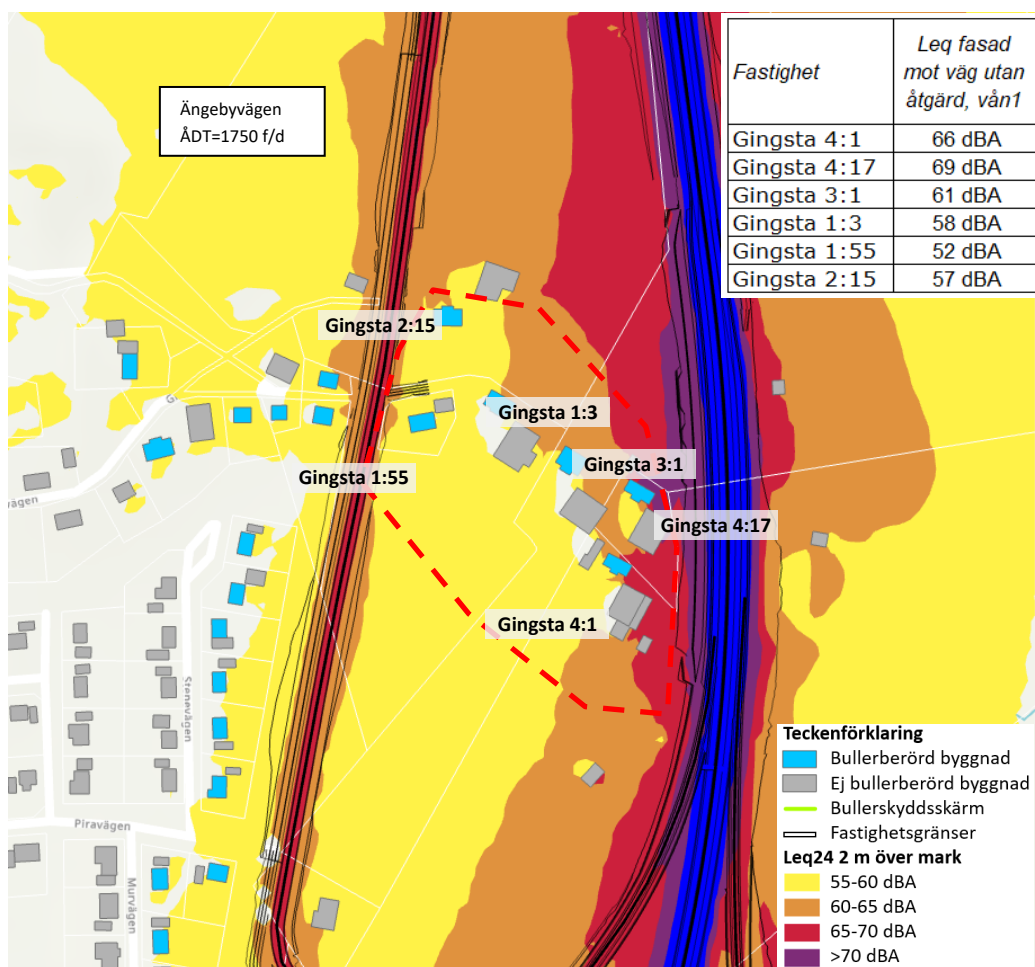 Ängebyvägen
ÅDT=1750 f/d
Fastighet
Leq fasad
mot väg utan
åtgärd, vån1
Gingsta 4:1 66 dBA
Gingsta 4:17 69 dBA
Gingsta 3:1 61 dBA
Gingsta 1:3 58 dBA
Gingsta 1:55 52 dBA
Gingsta 2:15 57 dBA
Gingsta 2:15
Gingsta 1:3
Gingsta 3:1
Gingsta 1:55
Gingsta 4:17
Gingsta 4:1
Stenevägen
Piravägen
Murvägen
Teckenförklaring
Bullerberörd byggnad
Ej bullerberörd byggnad
Bullerskyddsskärm
Fastighetsgränser
Leq24 2 m över mark
55-60 dBA
60-65 dBA
65-70 dBA
>70 dBA